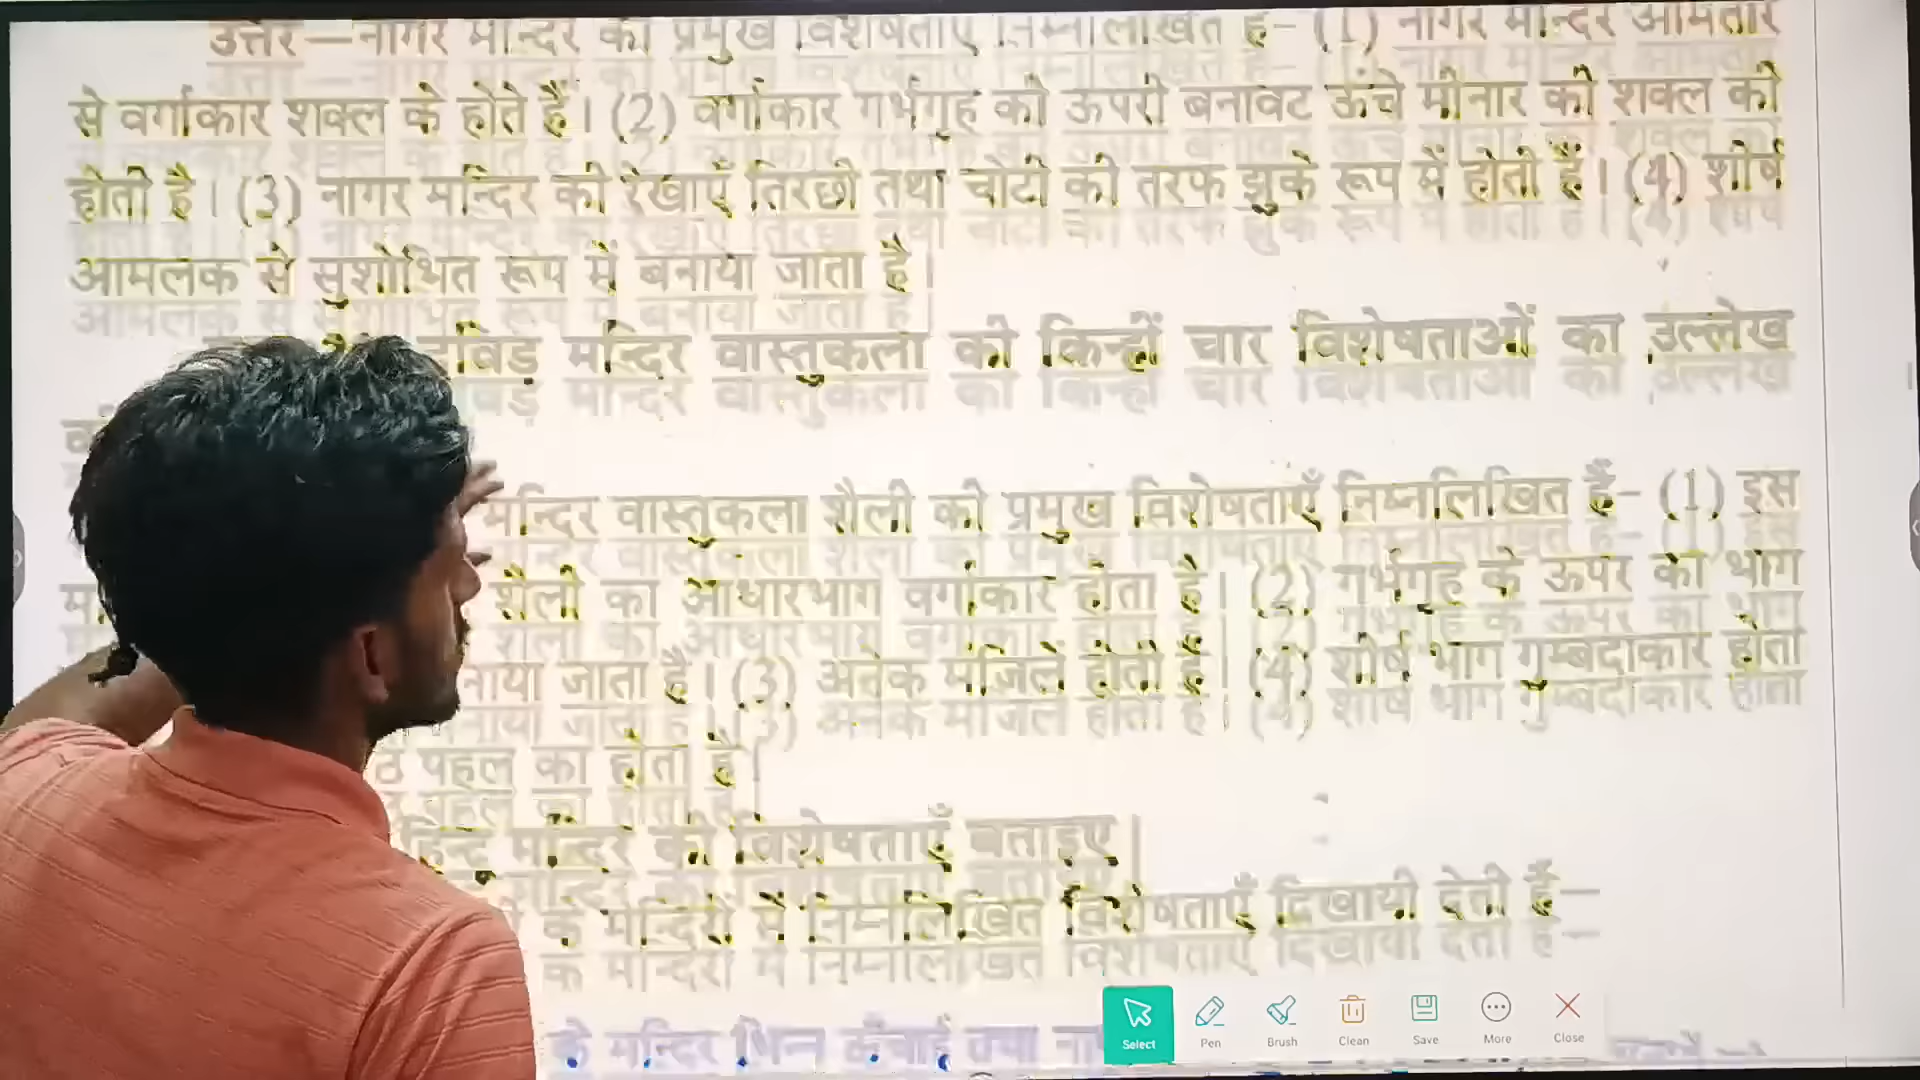 उत्तर—नागर मन्दिर की प्रमुख विशेषताएँ निम्नलिखित हैं- (1) नागर मन्दिर आमतौर
से वर्गाकार शक्ल के होते हैं। (2) वर्गाकार गर्भगृह की ऊपरी बनावट ऊंचे मीनार की शक्ल की
होती है। (3) नागर मन्दिर की रेखाएँ तिरछी तथा चोटी की तरफ झुके रूप में होती हैं। (4) शीर्ष
आमलक से सुशोभित रूप में बनाया जाता है।
द्रविड़ मन्दिर वास्तुकला की किन्हीं चार विशेषताओं का उल्लेख
मन्दिर वास्तुकला शैली की प्रमुख विशेषताएँ निम्नलिखित हैं- (1) इस
शैली का आधारभाग वर्गाकार होता है। (2) गर्भगृह के ऊपर का भाग
जाता है। (3) अनेक मंजिलें होती हैं। (4) शीर्ष भाग गुम्बदाकार होता
पहल का होता है।
हिन्दू मन्दिर की विशेषताएँ बताइए।
के मन्दिरों में निम्नलिखित विशेषताएँ दिखायी देती हैं—
के मन्दिर भिन्न ऊँचाई तथा
Select Pen Brush Clean Save More Close